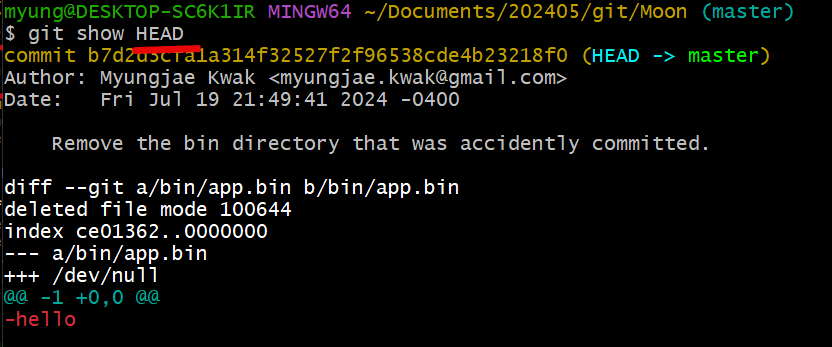 myung@DESKTOP-SC6K1IR MINGW64 ~/Documents/202405/git/Moon (master)
$ git show HEAD
commit b7d2d5cfa1a314f32527f2f96538cde4b23218f0 (HEAD -> master)
Author: Myungjae Kwak <myungjae.kwak@gmail.com>
Date:   Fri Jul 19 21:49:41 2024 -0400
    Remove the bin directory that was accidently committed.
diff --git a/bin/app.bin b/bin/app.bin
deleted file mode 100644
index ce01362..0000000
--- a/bin/app.bin
+++ /dev/null
@@ -1 +0,0 @@
-hello